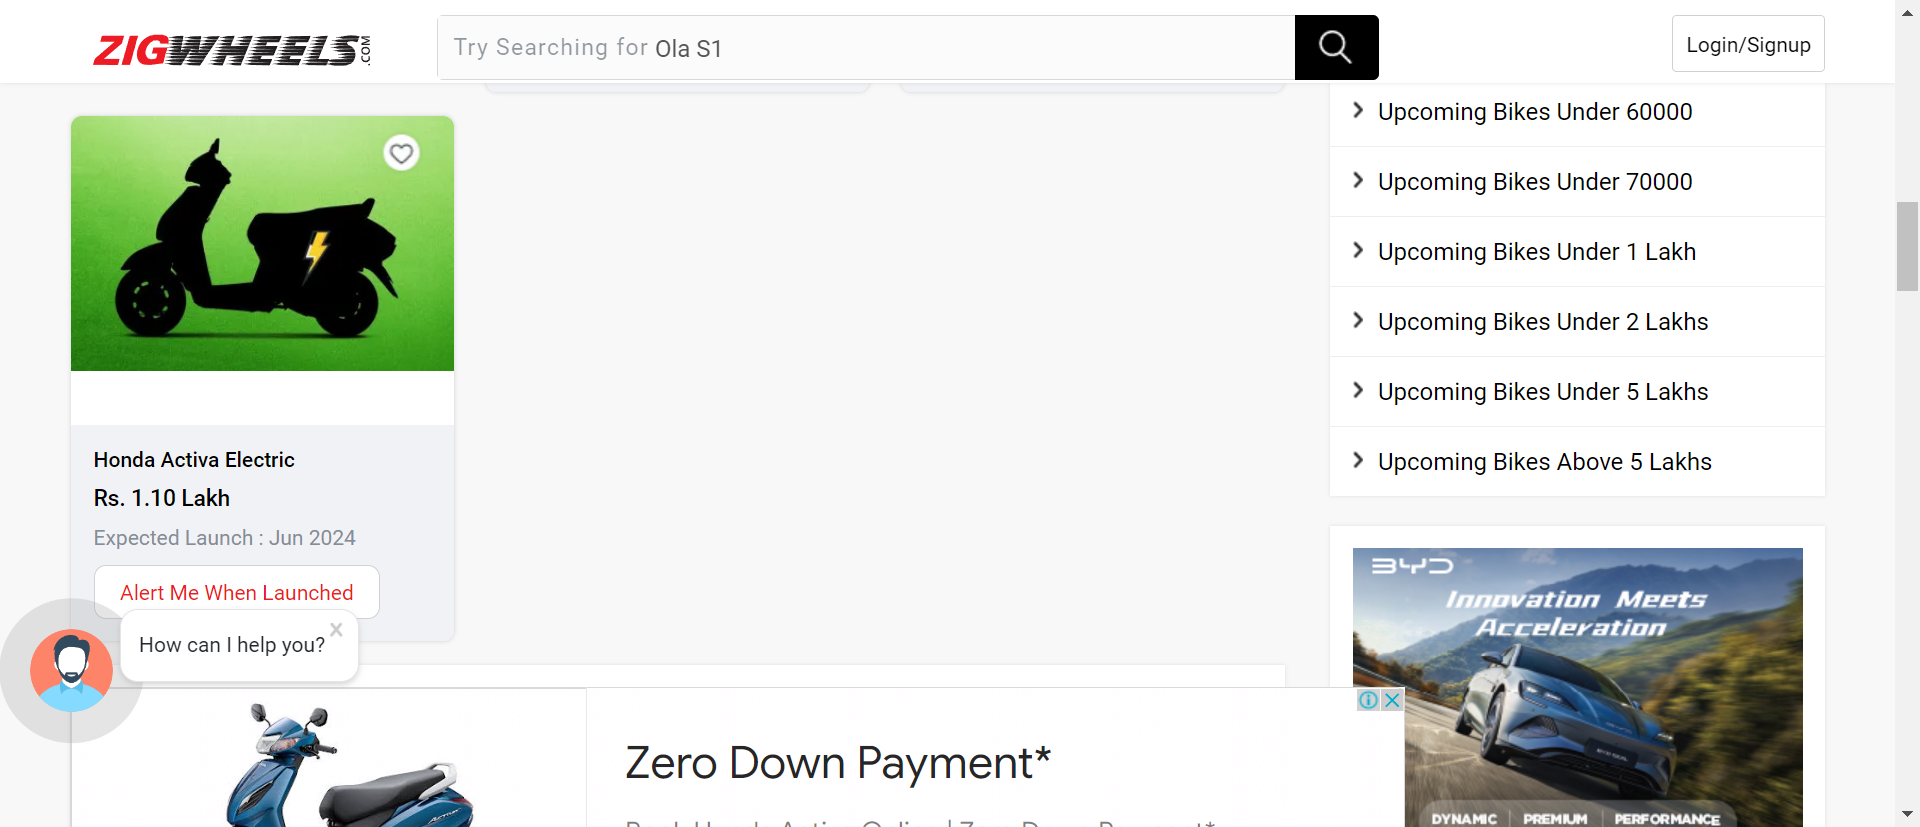 ZIGWHEELS.COM
Try Searching for Ola S1
Login/Signup
Honda Activa Electric
Rs. 1.10 Lakh
Expected Launch : Jun 2024
Alert Me When Launched
How can I help you?
Upcoming Bikes Under 60000
Upcoming Bikes Under 70000
Upcoming Bikes Under 1 Lakh
Upcoming Bikes Under 2 Lakhs
Upcoming Bikes Under 5 Lakhs
Upcoming Bikes Above 5 Lakhs
BYD
Innovation Meets
Acceleration
DYNAMIC | PREMIUM | PERFORMANCE
Zero Down Payment*